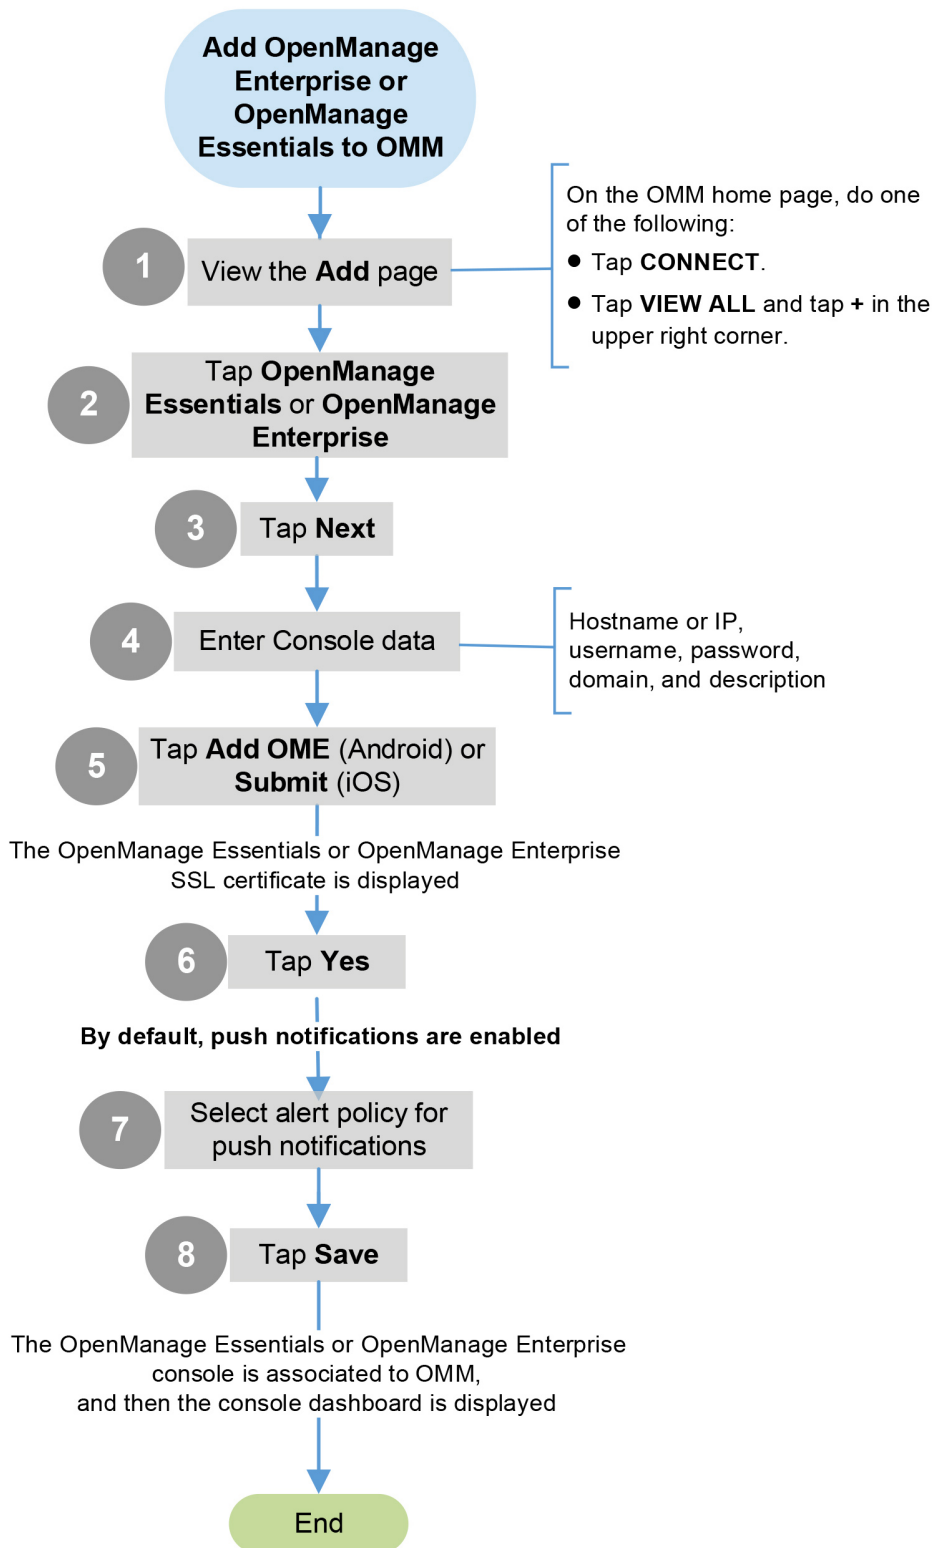 Add OpenManage
Enterprise or
OpenManage
Essentials to OMM
On the OMM home page, do one
of the following:
● Tap CONNECT.
● Tap VIEW ALL and tap + in the
upper right corner.
1
View the Add page
2
Tap OpenManage
Essentials or OpenManage
Enterprise
3
Tap Next
4
Enter Console data
Hostname or IP,
username, password,
domain, and description
5
Tap Add OME (Android) or
Submit (iOS)
The OpenManage Essentials or OpenManage Enterprise
SSL certificate is displayed
6
Tap Yes
By default, push notifications are enabled
7
Select alert policy for
push notifications
8
Tap Save
The OpenManage Essentials or OpenManage Enterprise
console is associated to OMM,
and then the console dashboard is displayed
End